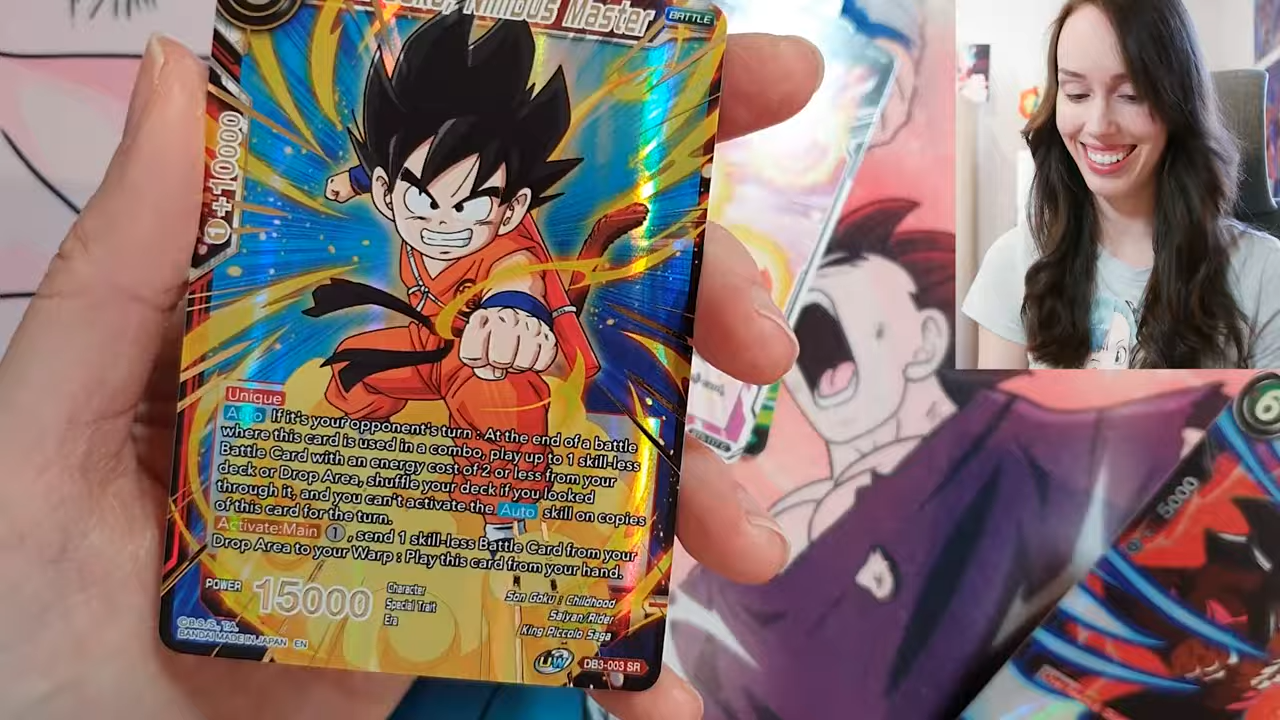 Nimbus Master
BATTLE
1 +10000
Unique
Auto If it's your opponent's turn : At the end of a battle
where this card is used in a combo, play up to 1 skill-less
Battle Card with an energy cost of 2 or less from your
deck or Drop Area, shuffle your deck if you looked
through it, and you can't activate the Auto skill on copies
of this card for the turn.
Activate:Main 1 , send 1 skill-less Battle Card from your
Drop Area to your Warp : Play this card from your hand.
POWER 15000
Character Son Goku : Childhood
Special Trait Saiyan/Rider
Era King Piccolo Saga
©B.S./S., T.A.
BANDAI MADE IN JAPAN EN
UW
DB3-003 SR
6
5000